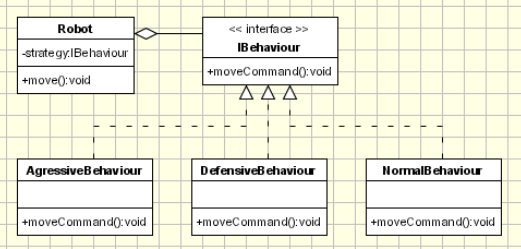 Robot
-strategy:IBehaviour
+move():void
<< interface >>
IBehaviour
+moveCommand():void
AgressiveBehaviour
+moveCommand():void
DefensiveBehaviour
+moveCommand():void
NormalBehaviour
+moveCommand():void